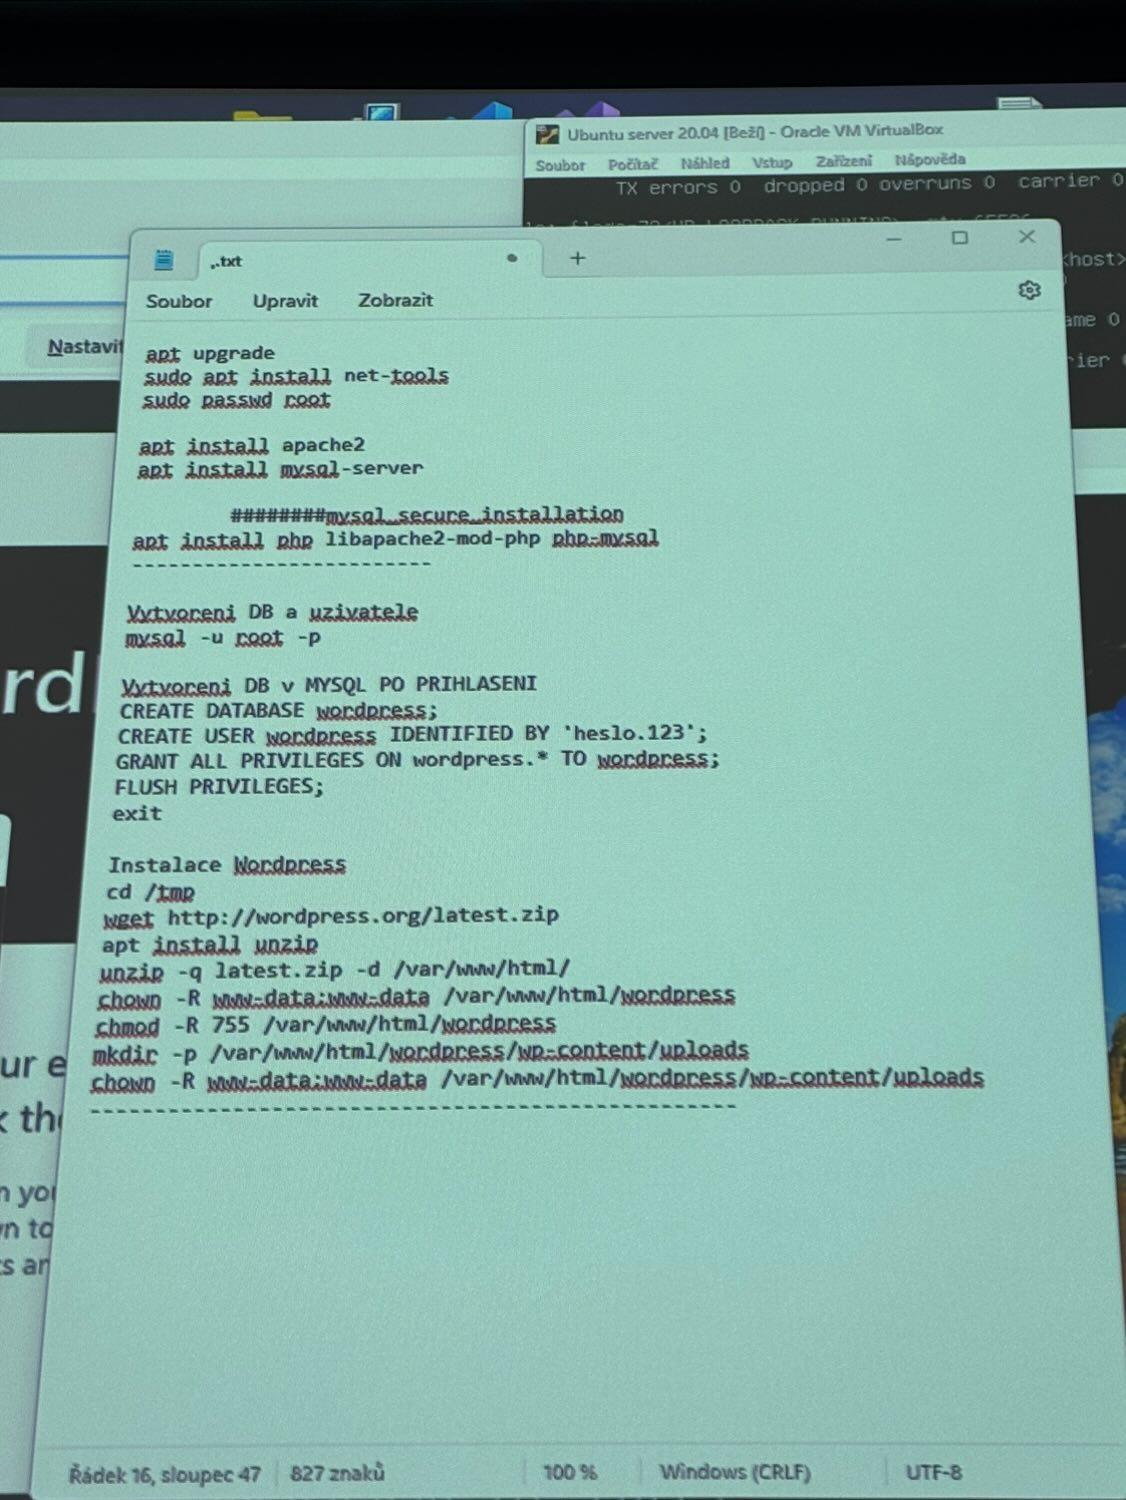 Ubuntu server 20.04 [Beží] - Oracle VM VirtualBox
Soubor Počítač Náhled Vstup Zařízení Nápověda
TX errors 0 dropped 0 overruns 0 carrier 0
<host>
ame 0
rier
.,.txt
Soubor Upravit Zobrazit
Nastavit
apt upgrade
sudo apt install net-tools
sudo passwd root
apt install apache2
apt install mysql-server
########mysql_secure_installation
apt install php libapache2-mod-php php-mysql
-------------------------
Vytvoreni DB a uzivatele
mysql -u root -p
rd
Vytvoreni DB v MYSQL PO PRIHLASENI
CREATE DATABASE wordpress;
CREATE USER wordpress IDENTIFIED BY 'heslo.123';
GRANT ALL PRIVILEGES ON wordpress.* TO wordpress;
FLUSH PRIVILEGES;
exit
Instalace Wordpress
cd /tmp
wget http://wordpress.org/latest.zip
apt install unzip
unzip -q latest.zip -d /var/www/html/
chown -R www-data:www-data /var/www/html/wordpress
chmod -R 755 /var/www/html/wordpress
mkdir -p /var/www/html/wordpress/wp-content/uploads
chown -R www-data:www-data /var/www/html/wordpress/wp-content/uploads
--------------------------------------------------
ur e
k th
n you
wn to
s an
Řádek 16, sloupec 47 827 znaků 100 % Windows (CRLF) UTF-8